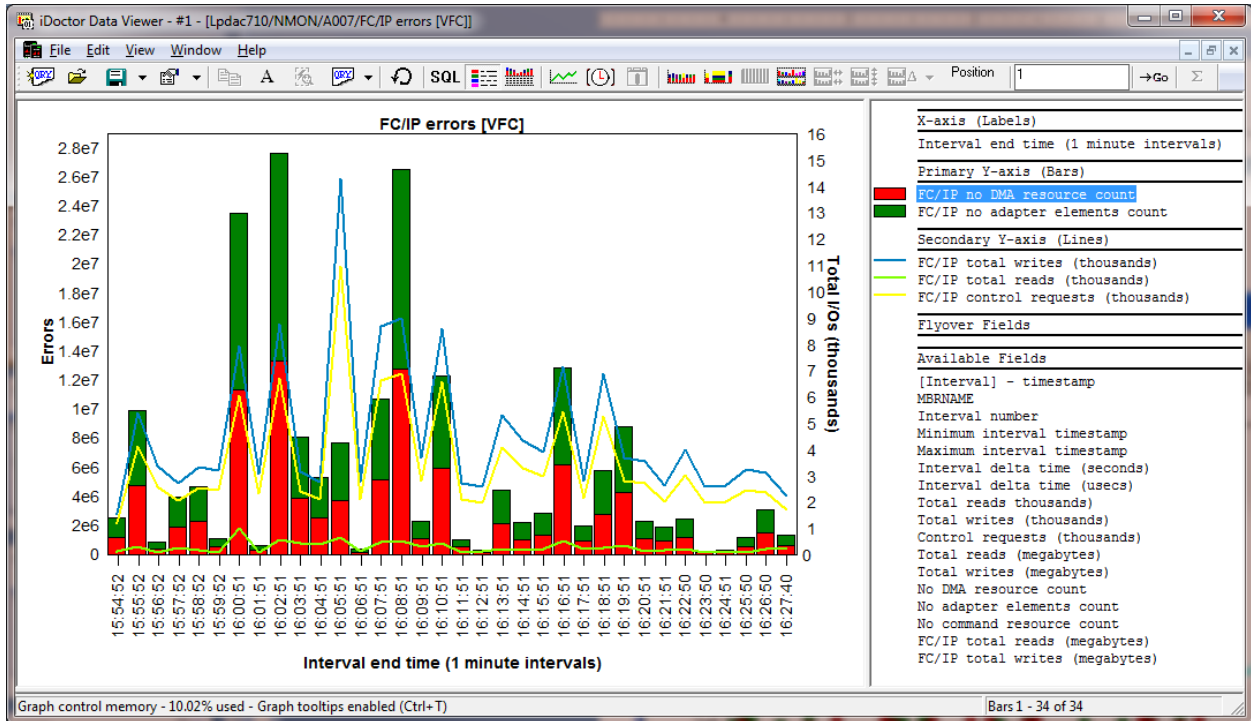 iDoctor Data Viewer - #1 - [Lpdac710/NMON/A007/FC/IP errors [VFC]]
File Edit View Window Help
QRY A QRY SQL Position 1 →Go Σ
FC/IP errors [VFC]
Errors
2.8e7
2.6e7
2.4e7
2.2e7
2e7
1.8e7
1.6e7
1.4e7
1.2e7
1e7
8e6
6e6
4e6
2e6
0
16
15
14
13
12
11
10
9
8
7
6
5
4
3
2
1
0
Total I/Os (thousands)
15:54:52
15:55:52
15:56:52
15:57:52
15:58:52
15:59:52
16:00:51
16:01:51
16:02:51
16:03:51
16:04:51
16:05:51
16:06:51
16:07:51
16:08:51
16:09:51
16:10:51
16:11:51
16:12:51
16:13:51
16:14:51
16:15:51
16:16:51
16:17:51
16:18:51
16:19:51
16:20:51
16:21:51
16:22:50
16:23:50
16:24:51
16:25:50
16:26:50
16:27:40
Interval end time (1 minute intervals)
X-axis (Labels)
Interval end time (1 minute intervals)
Primary Y-axis (Bars)
FC/IP no DMA resource count
FC/IP no adapter elements count
Secondary Y-axis (Lines)
FC/IP total writes (thousands)
FC/IP total reads (thousands)
FC/IP control requests (thousands)
Flyover Fields
Available Fields
[Interval] - timestamp
MBRNAME
Interval number
Minimum interval timestamp
Maximum interval timestamp
Interval delta time (seconds)
Interval delta time (usecs)
Total reads thousands)
Total writes (thousands)
Control requests (thousands)
Total reads (megabytes)
Total writes (megabytes)
No DMA resource count
No adapter elements count
No command resource count
FC/IP total reads (megabytes)
FC/IP total writes (megabytes)
Graph control memory - 10.02% used - Graph tooltips enabled (Ctrl+T)
Bars 1 - 34 of 34